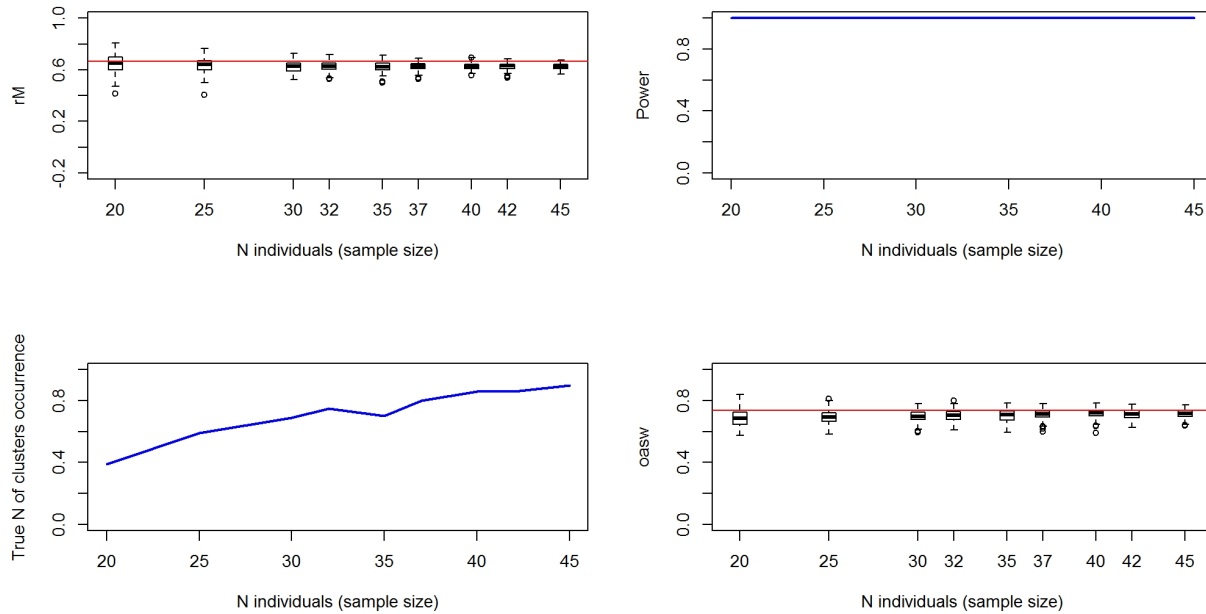 rM
1.0
0.6
0.2
-0.2
20 25 30 32 35 37 40 42 45
N individuals (sample size)
Power
0.8
0.4
0.0
20 25 30 35 40 45
N individuals (sample size)
True N of clusters occurrence
0.8
0.4
0.0
20 25 30 35 40 45
N individuals (sample size)
oasw
0.8
0.4
0.0
20 25 30 32 35 37 40 42 45
N individuals (sample size)